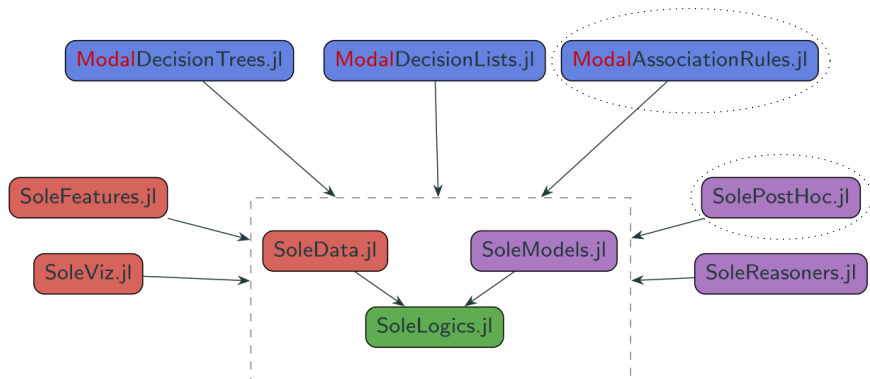 ModalDecisionTrees.jl
ModalDecisionLists.jl
ModalAssociationRules.jl
SoleFeatures.jl
SolePostHoc.jl
SoleData.jl
SoleModels.jl
SoleViz.jl
SoleReasoners.jl
SoleLogics.jl